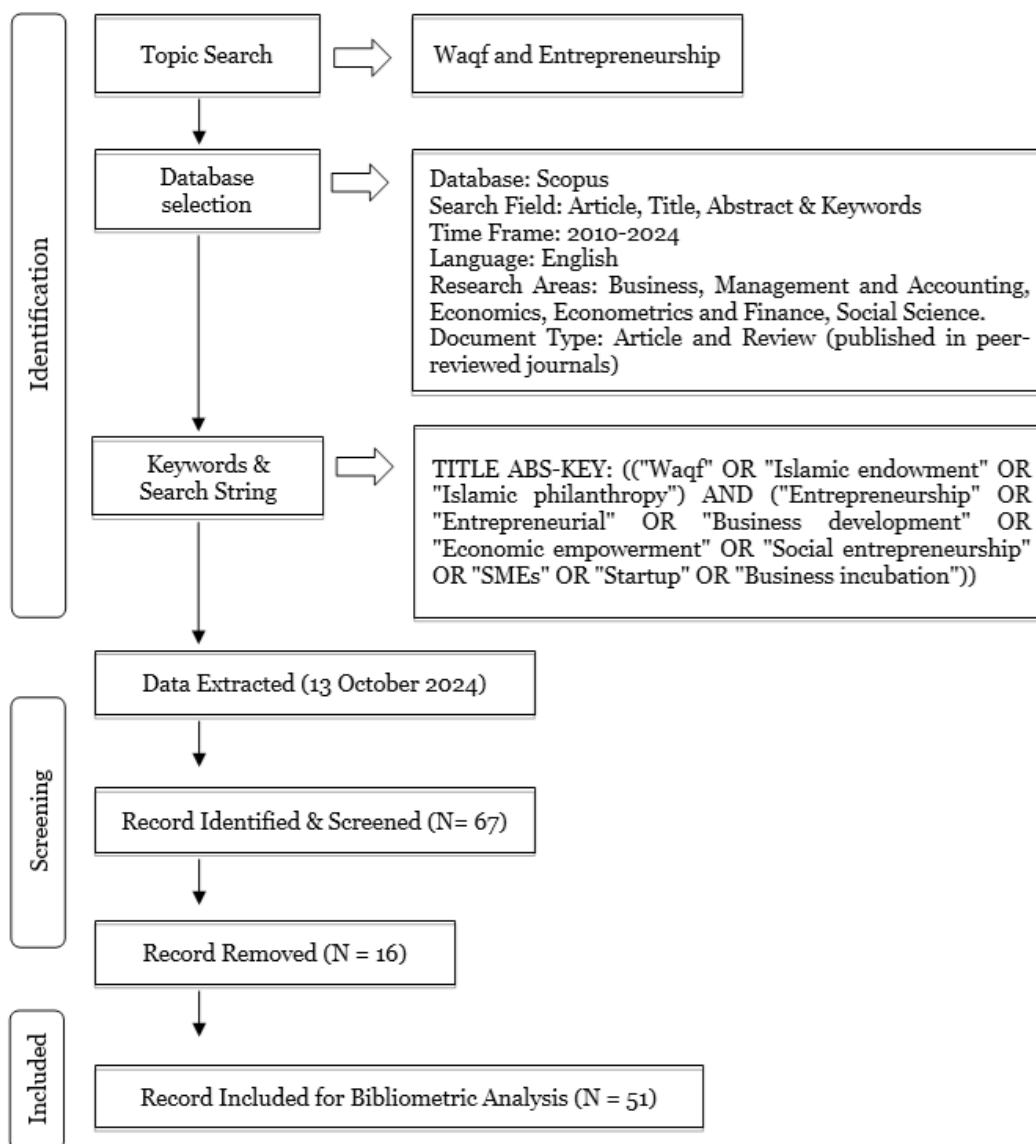 Identification
Topic Search
Waqf and Entrepreneurship
Database
selection
Database: Scopus
Search Field: Article, Title, Abstract & Keywords
Time Frame: 2010-2024
Language: English
Research Areas: Business, Management and Accounting,
Economics, Econometrics and Finance, Social Science.
Document Type: Article and Review (published in peer-
reviewed journals)
Keywords &
Search String
TITLE ABS-KEY: (("Waqf" OR "Islamic endowment" OR
"Islamic philanthropy") AND ("Entrepreneurship" OR
"Entrepreneurial" OR "Business development" OR
"Economic empowerment" OR "Social entrepreneurship"
OR "SMEs" OR "Startup" OR "Business incubation"))
Screening
Data Extracted (13 October 2024)
Record Identified & Screened (N= 67)
Record Removed (N = 16)
Included
Record Included for Bibliometric Analysis (N = 51)